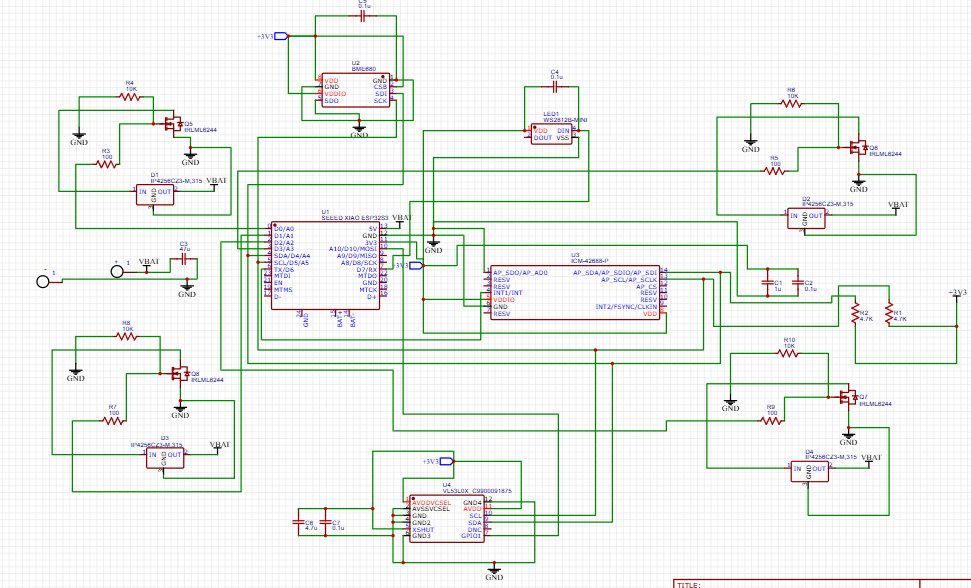 C5
0.1u
+3V3
U2
BME680
VDD GND
GND CSB
VDDIO SDI
SDO SCK
GND
R4
10K
GND
Q5
IRLML6244
R3
100
GND
D1
IP4256CZ3-M,315
IN OUT
GND
VBAT
C4
0.1u
LED1
WS2812B-MINI
VDD DIN
DOUT VSS
R6
10K
GND
Q6
IRLML6244
R5
100
GND
D2
IP4256CZ3-M,315
IN OUT
GND
VBAT
U1
SEEED XIAO ESP32S3
VBAT
D0/A0 5V
D1/A1 GND
D2/A2 3V3
D3/A3 A10/D10/MOSI
SDA/D4/A4 A9/D9/MISO
SCL/D5/A5 A8/D8/SCK
TX/D6 D7/RX
MTDI MTDO
EN GND
MTMS MTCK
D- D+
GND
BAT+
BAT-
GND
+3V3
C3
47u
1
VBAT
1
GND
U3
ICM-42688-P
AP_SDO/AP_AD0 AP_SDA/AP_SDIO/AP_SDI
RESV AP_SCL/AP_SCLK
RESV AP_CS
INT1/INT RESV
VDDIO RESV
GND INT2/FSYNC/CLKIN
RESV VDD
C1
1u
C2
0.1u
R2
4.7K
R1
4.7K
+3V3
R8
10K
GND
Q8
IRLML6244
R7
100
GND
D3
IP4256CZ3-M,315
IN OUT
GND
VBAT
R10
10K
GND
Q7
IRLML6244
R9
100
GND
D4
IP4256CZ3-M,315
IN OUT
GND
VBAT
+3V3
U4
VL53L0X_C9900091675
AVDDVCSEL GND4
AVSSVCSEL AVDD
GND SCL
GND2 SDA
XSHUT DNC
GND3 GPIO1
C6
4.7u
C7
0.1u
GND
TITLE: